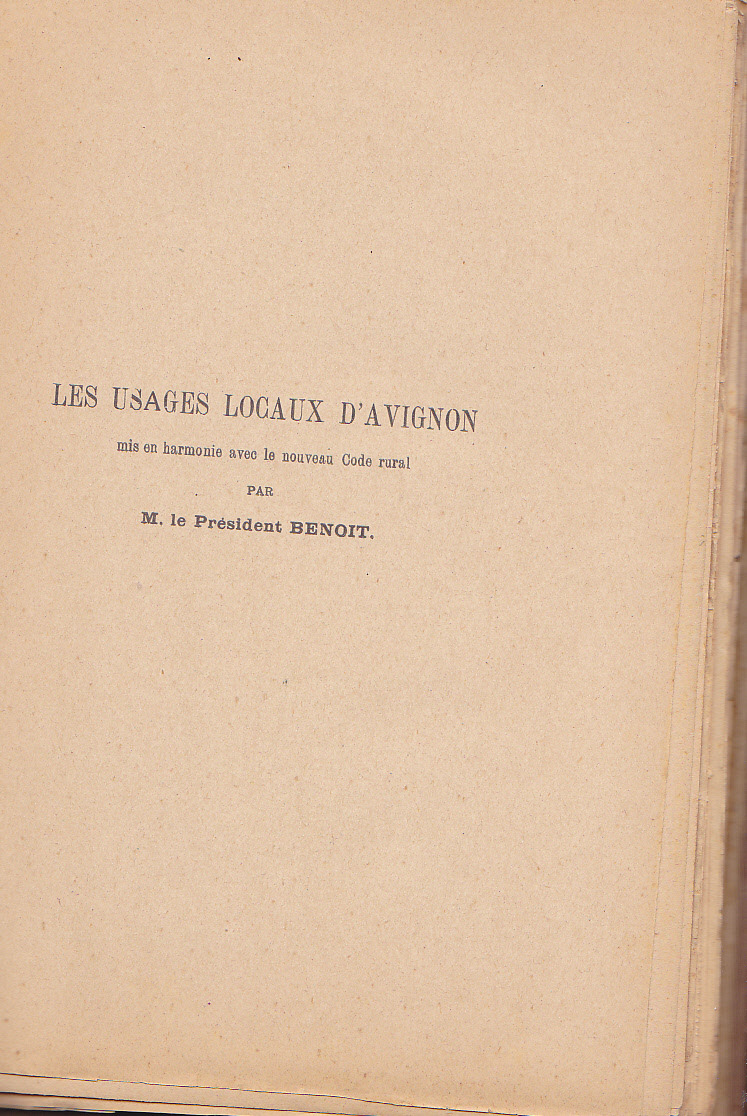 LES USAGES LOCAUX D'AVIGNON
mis en harmonie avec le nouveau Code rural
PAR
M. le Président BENOIT.